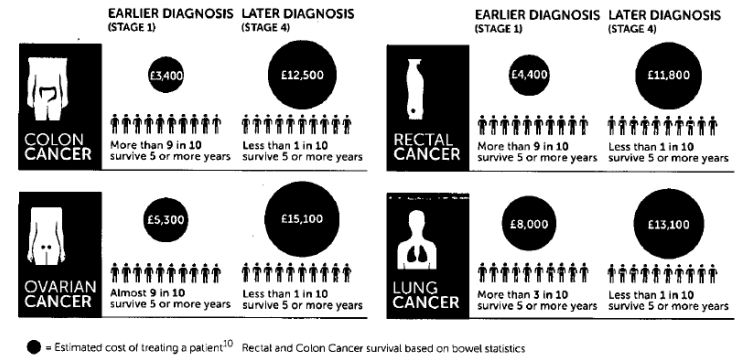 EARLIER DIAGNOSIS
(STAGE 1)
LATER DIAGNOSIS
(STAGE 4)
£3,400
£12,500
COLON
CANCER
More than 9 in 10
survive 5 or more years
Less than 1 in 10
survive 5 or more years
EARLIER DIAGNOSIS
(STAGE 1)
LATER DIAGNOSIS
(STAGE 4)
£4,400
£11,800
RECTAL
CANCER
More than 9 in 10
survive 5 or more years
Less than 1 in 10
survive 5 or more years
£5,300
£15,100
OVARIAN
CANCER
Almost 9 in 10
survive 5 or more years
Less than 1 in 10
survive 5 or more years
£8,000
£13,100
LUNG
CANCER
More than 3 in 10
survive 5 or more years
Less than 1 in 10
survive 5 or more years
= Estimated cost of treating a patient10 Rectal and Colon Cancer survival based on bowel statistics